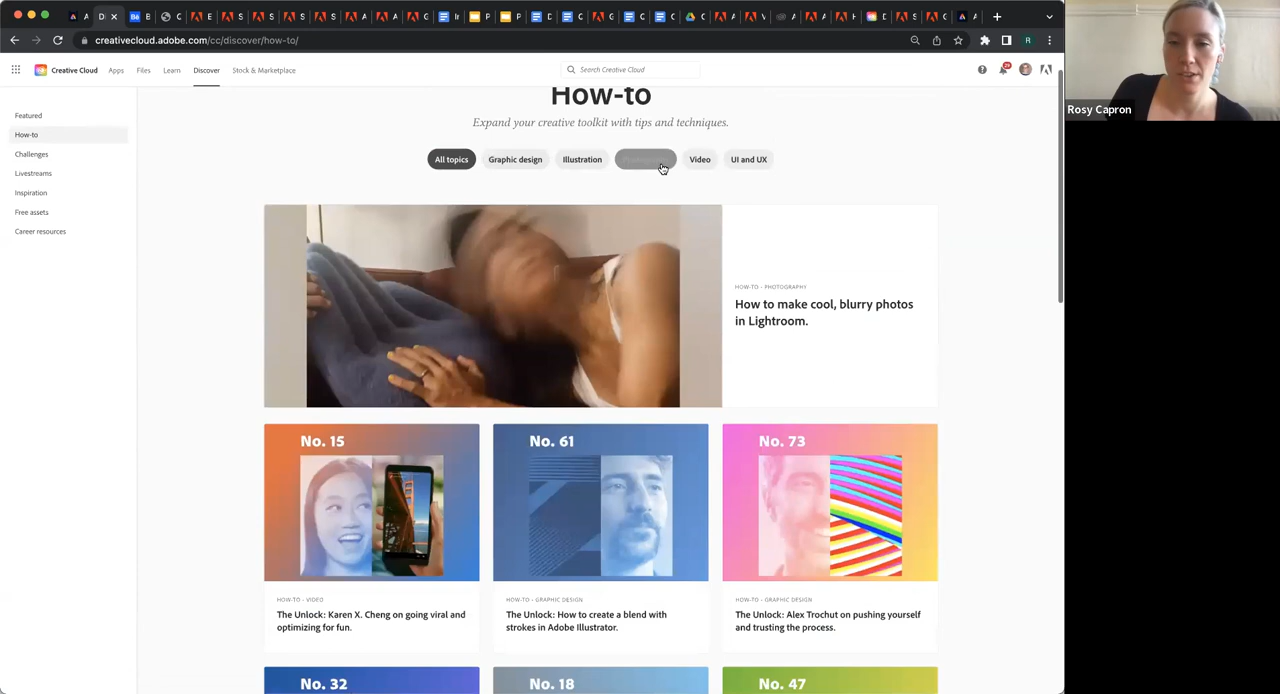 creativecloud.adobe.com/cc/discover/how-to/
R
Creative Cloud
Apps
Files
Learn
Discover
Stock & Marketplace
Search Creative Cloud
Rosy Capron
Featured
How-to
Challenges
Livestreams
Inspiration
Free assets
Career resources
How-to
Expand your creative toolkit with tips and techniques.
All topics
Graphic design
Illustration
Video
UI and UX
HOW-TO - PHOTOGRAPHY
How to make cool, blurry photos
in Lightroom.
No. 15
No. 61
No. 73
HOW-TO - VIDEO
The Unlock: Karen X. Cheng on going viral and
optimizing for fun.
HOW-TO - GRAPHIC DESIGN
The Unlock: How to create a blend with
strokes in Adobe Illustrator.
HOW-TO - GRAPHIC DESIGN
The Unlock: Alex Trochut on pushing yourself
and trusting the process.
No. 32
No. 18
No. 47